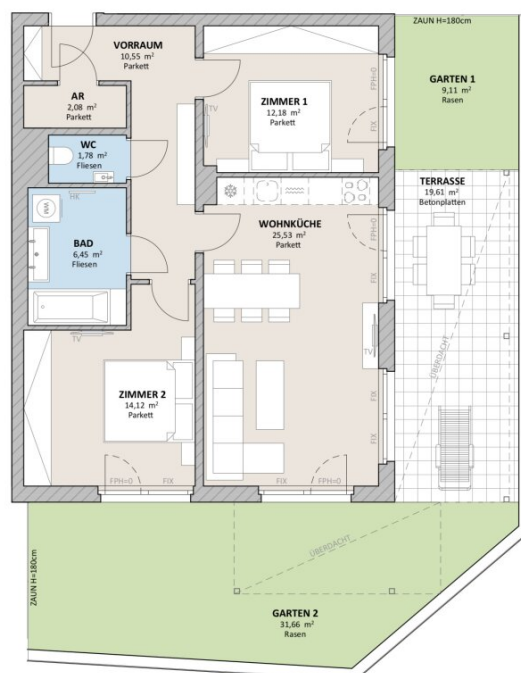 ZAUN H=180cm
VORRAUM
10,55 m²
Parkett
AR
2,08 m²
Parkett
ZIMMER 1
12,18 m²
Parkett
TV
FPH=0
FIX
GARTEN 1
9,11 m²
Rasen
WC
1,78 m²
Fliesen
HK
WM
BAD
6,45 m²
Fliesen
WOHNKÜCHE
25,53 m²
Parkett
FPH=0
FIX
TV
FIX
FIX
TERRASSE
19,61 m²
Betonplatten
ÜBERDACHT
TV
ZIMMER 2
14,12 m²
Parkett
FPH=0
FIX
FIX
FPH=0
ZAUN H=180cm
ÜBERDACHT
GARTEN 2
31,66 m²
Rasen